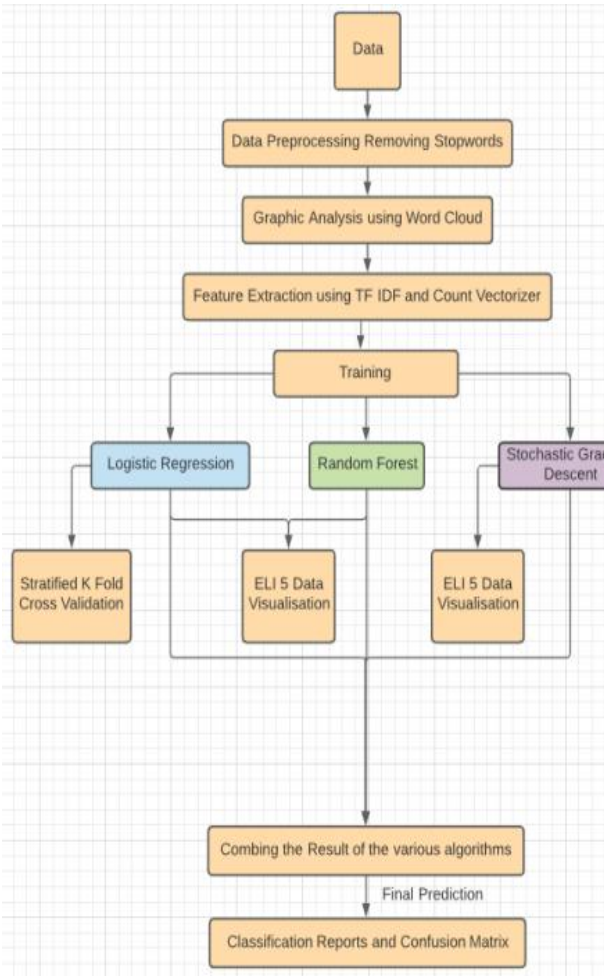 Data
Data Preprocessing Removing Stopwords
Graphic Analysis using Word Cloud
Feature Extraction using TF IDF and Count Vectorizer
Training
Logistic Regression
Random Forest
Stochastic
Descent
Stratified K Fold
Cross Validation
ELI 5 Data
Visualisation
ELI 5 Data
Visualisation
Combing the Result of the various algorithms
Final Prediction
Classification Reports and Confusion Matrix